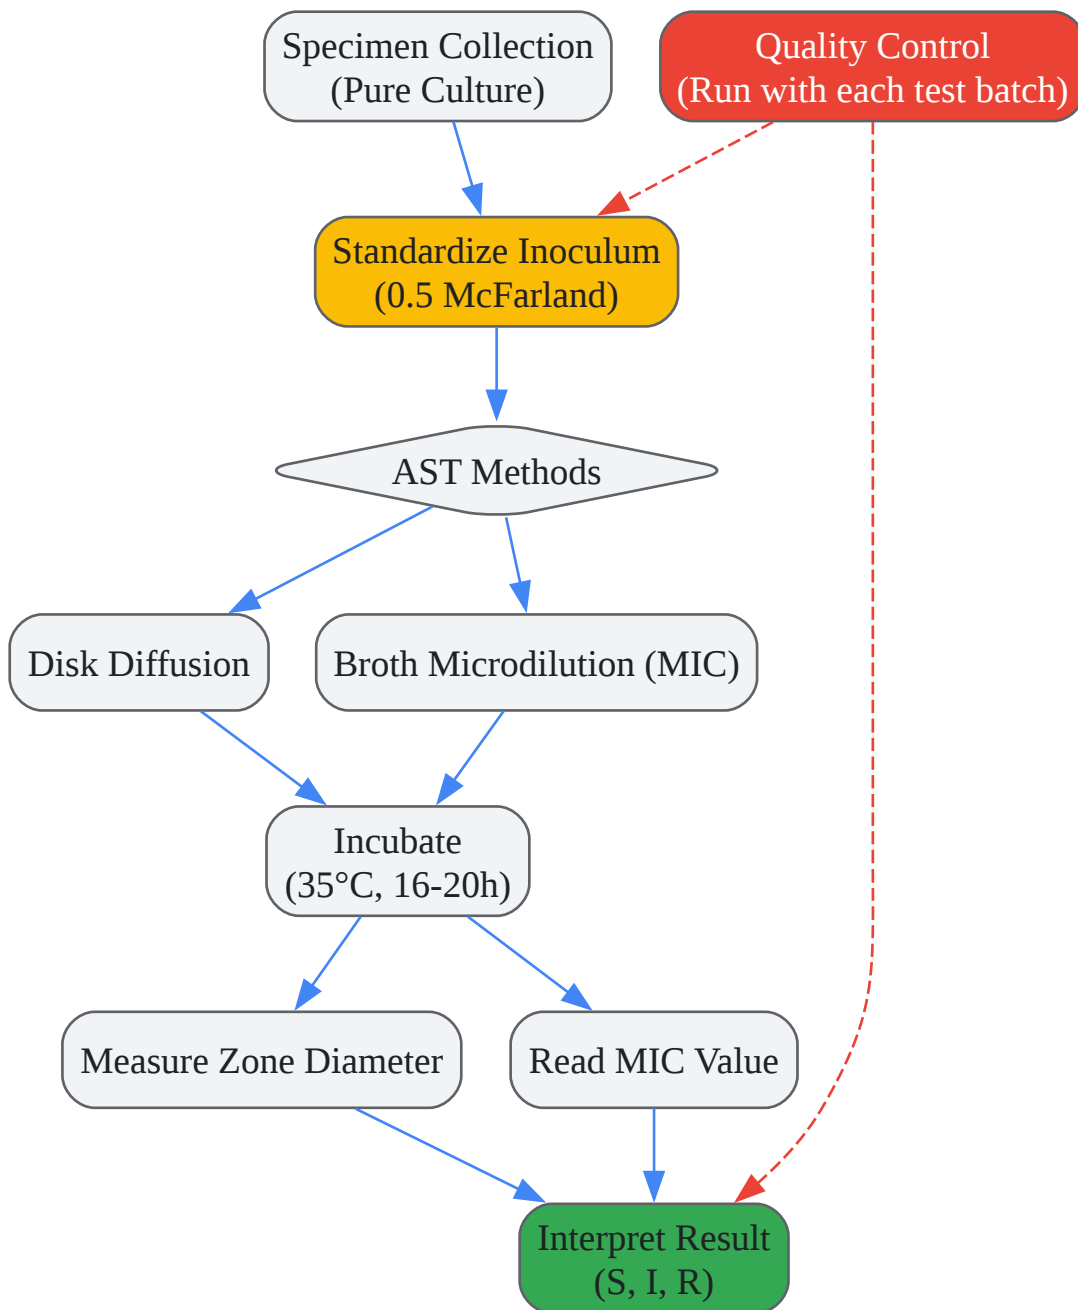 Specimen Collection
(Pure Culture)
Quality Control
(Run with each test batch)
Standardize Inoculum
(0.5 McFarland)
AST Methods
Disk Diffusion
Broth Microdilution (MIC)
Incubate
(35°C, 16-20h)
Measure Zone Diameter
Read MIC Value
Interpret Result
(S, I, R)